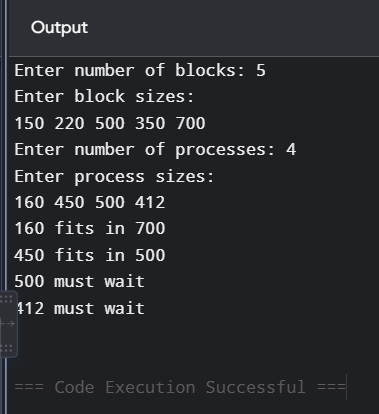 Output
Enter number of blocks: 5
Enter block sizes:
150 220 500 350 700
Enter number of processes: 4
Enter process sizes:
160 450 500 412
160 fits in 700
450 fits in 500
500 must wait
412 must wait
=== Code Execution Successful ===